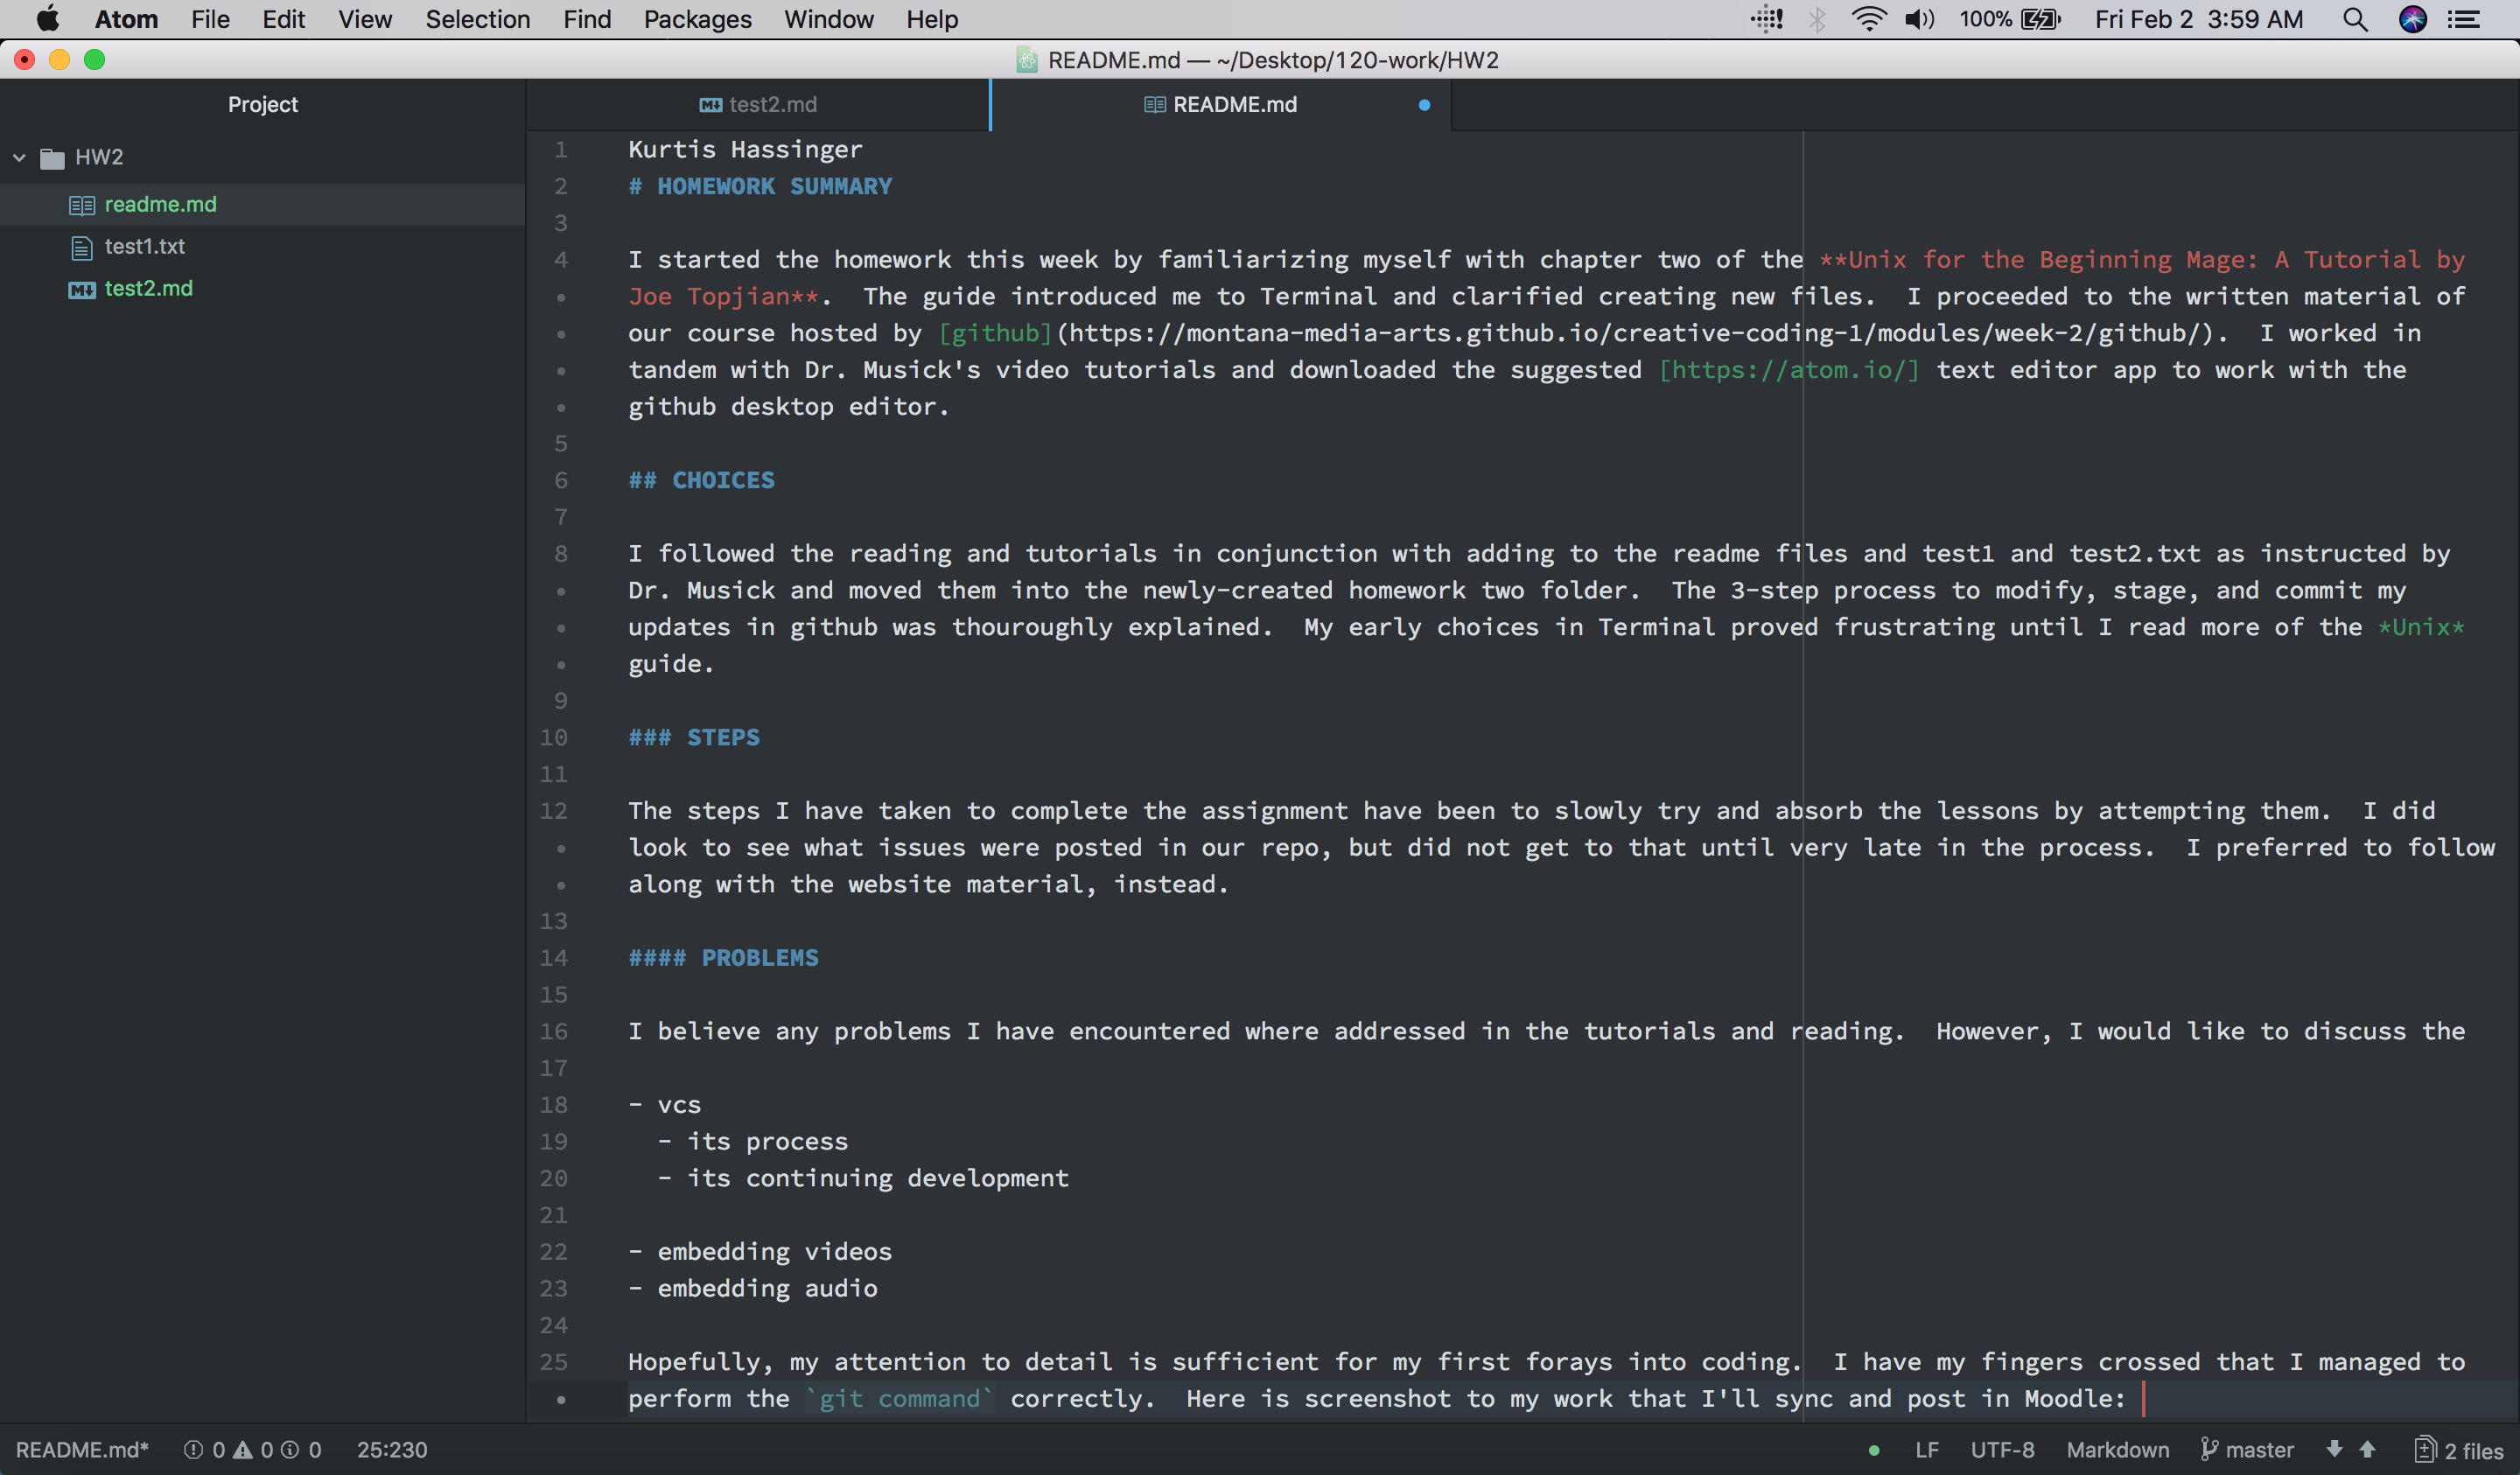 Atom File Edit View Selection Find Packages Window Help 100% Fri Feb 2 3:59 AM
README.md — ~/Desktop/120-work/HW2
Project
test2.md
README.md
HW2
readme.md
test1.txt
test2.md
1 Kurtis Hassinger
2 # HOMEWORK SUMMARY
3
4 I started the homework this week by familiarizing myself with chapter two of the **Unix for the Beginning Mage: A Tutorial by
Joe Topjian**.  The guide introduced me to Terminal and clarified creating new files.  I proceeded to the written material of
our course hosted by [github](https://montana-media-arts.github.io/creative-coding-1/modules/week-2/github/).  I worked in
tandem with Dr. Musick's video tutorials and downloaded the suggested [https://atom.io/] text editor app to work with the
github desktop editor.
5
6 ## CHOICES
7
8 I followed the reading and tutorials in conjunction with adding to the readme files and test1 and test2.txt as instructed by
Dr. Musick and moved them into the newly-created homework two folder.  The 3-step process to modify, stage, and commit my
updates in github was thouroughly explained.  My early choices in Terminal proved frustrating until I read more of the *Unix*
guide.
9
10 ### STEPS
11
12 The steps I have taken to complete the assignment have been to slowly try and absorb the lessons by attempting them.  I did
look to see what issues were posted in our repo, but did not get to that until very late in the process.  I preferred to follow
along with the website material, instead.
13
14 #### PROBLEMS
15
16 I believe any problems I have encountered where addressed in the tutorials and reading.  However, I would like to discuss the
17
18 - vcs
19   - its process
20   - its continuing development
21
22 - embedding videos
23 - embedding audio
24
25 Hopefully, my attention to detail is sufficient for my first forays into coding.  I have my fingers crossed that I managed to
perform the `git command` correctly.  Here is screenshot to my work that I'll sync and post in Moodle:
README.md* 0 0 0 25:230 LF UTF-8 Markdown master 2 files